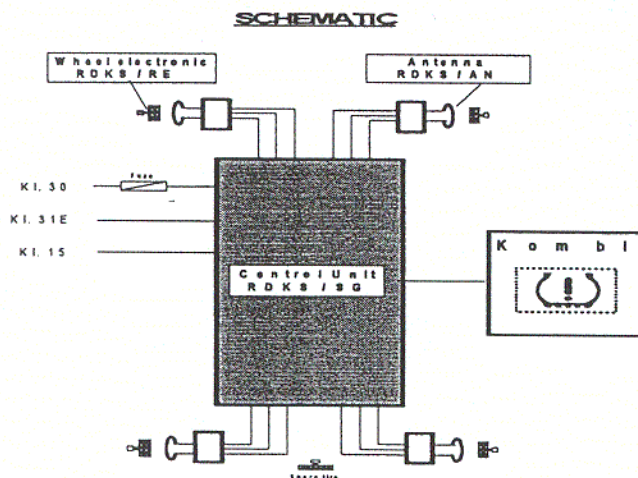 SCHEMATIC
Wheel electronic
RDKS / RE
Antenna
RDKS / AN
Fuse
Kl. 30
Kl. 31E
Kl. 15
Control Unit
RDKS / SG
Kombi